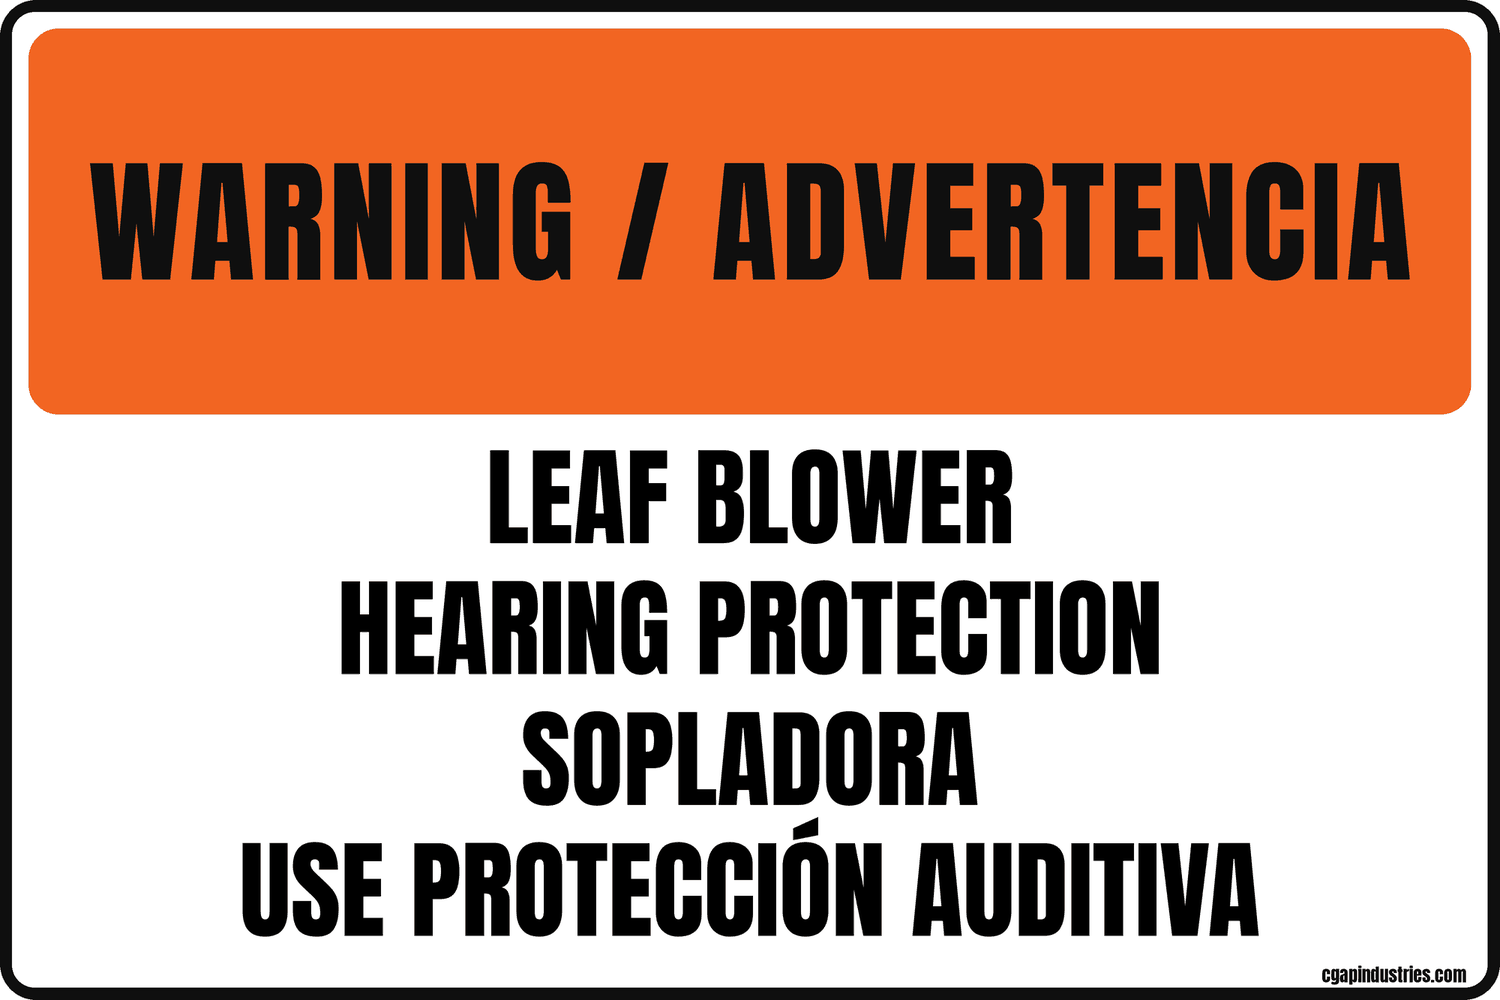 WARNING / ADVERTENCIA
LEAF BLOWER
HEARING PROTECTION
SOPLADORA
USE PROTECCIÓN AUDITIVA
cgapindustries.com